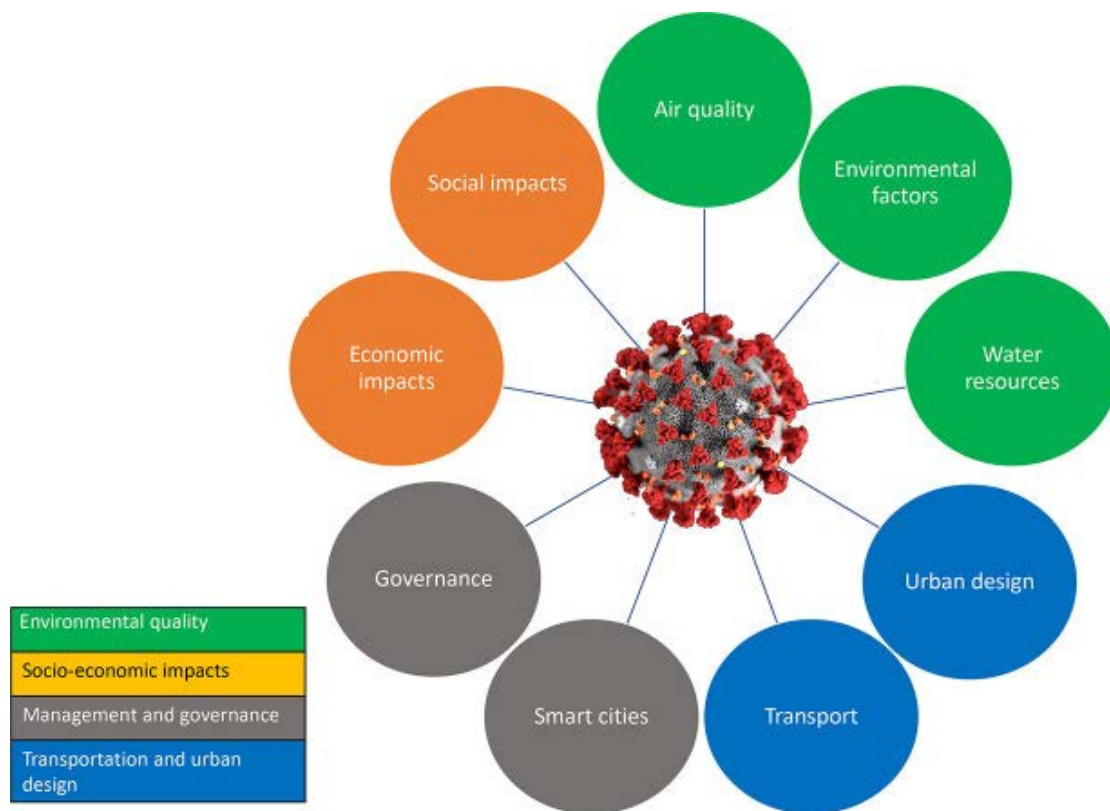 Air quality
Environmental
factors
Social impacts
Water
resources
Economic
impacts
Governance
Urban design
Smart cities
Transport
Environmental quality
Socio-economic impacts
Management and governance
Transportation and urban
design